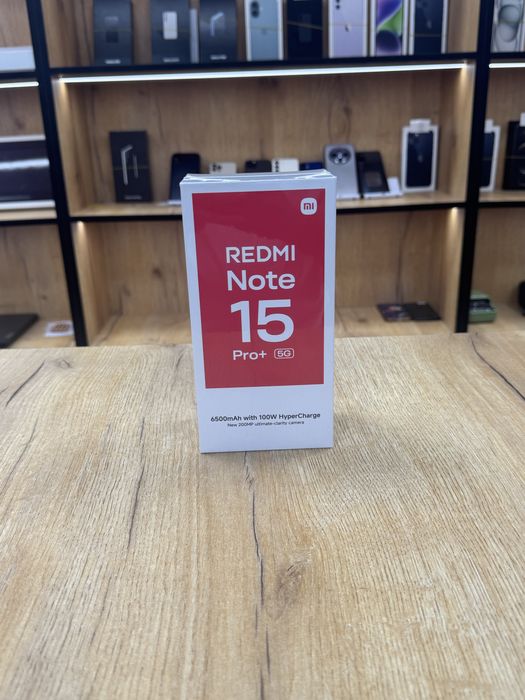 mi
REDMI
Note
15
Pro+ 5G
6500mAh with 100W HyperCharge
New 200MP ultimate-clarity camera